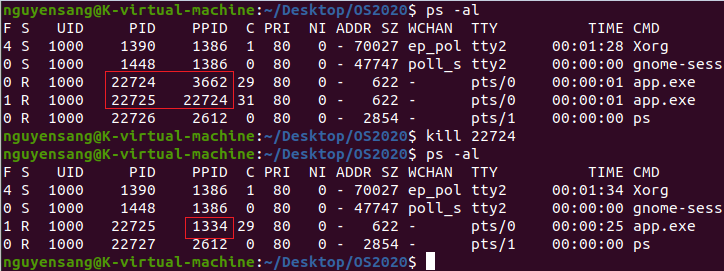 nguyensang@K-virtual-machine:~/Desktop/OS2020$ ps -al
F S   UID     PID    PPID  C PRI  NI ADDR SZ WCHAN  TTY          TIME CMD
4 S  1000    1390    1386  1  80   0 - 70027 ep_pol tty2     00:01:28 Xorg
0 S  1000    1448    1386  0  80   0 - 47747 poll_s tty2     00:00:00 gnome-sess
0 R  1000   22724    3662 29  80   0 -   622 -      pts/0    00:00:01 app.exe
1 R  1000   22725   22724 31  80   0 -   622 -      pts/0    00:00:01 app.exe
0 R  1000   22726    2612  0  80   0 -  2854 -      pts/1    00:00:00 ps
nguyensang@K-virtual-machine:~/Desktop/OS2020$ kill 22724
nguyensang@K-virtual-machine:~/Desktop/OS2020$ ps -al
F S   UID     PID    PPID  C PRI  NI ADDR SZ WCHAN  TTY          TIME CMD
4 S  1000    1390    1386  1  80   0 - 70027 ep_pol tty2     00:01:34 Xorg
0 S  1000    1448    1386  0  80   0 - 47747 poll_s tty2     00:00:00 gnome-sess
1 R  1000   22725    1334 29  80   0 -   622 -      pts/0    00:00:25 app.exe
0 R  1000   22727    2612  0  80   0 -  2854 -      pts/1    00:00:00 ps
nguyensang@K-virtual-machine:~/Desktop/OS2020$